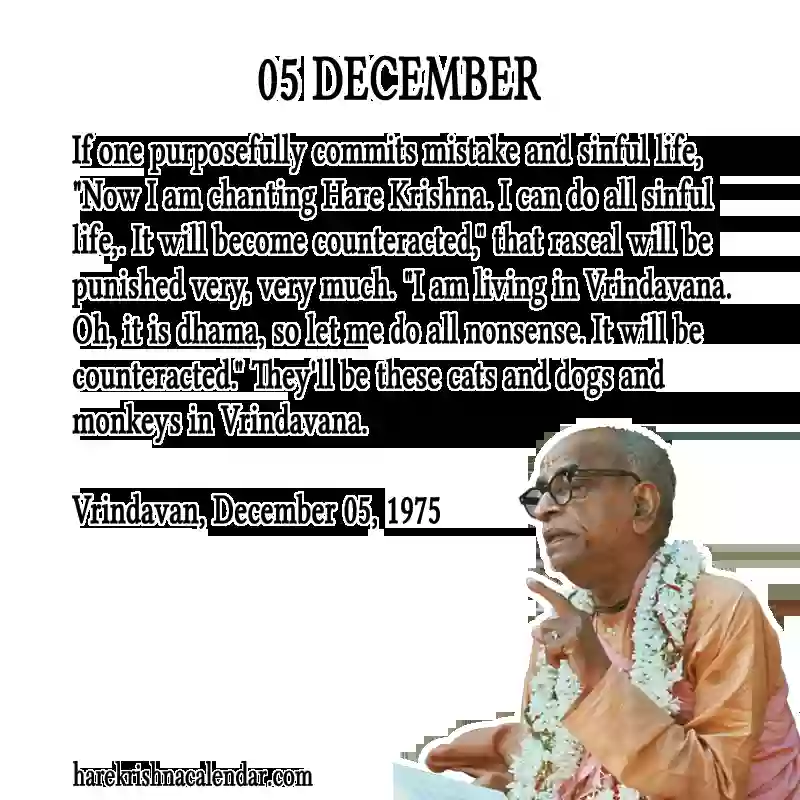 05 DECEMBER
If one purposefully commits mistake and sinful life,
"Now I am chanting Hare Krishna. I can do all sinful
life,. It will become counteracted," that rascal will be
punished very, very much. "I am living in Vrindavana.
Oh, it is dhama, so let me do all nonsense. It will be
counteracted." They'll be these cats and dogs and
monkeys in Vrindavana.
Vrindavan, December 05, 1975
harekrishnacalendar.com